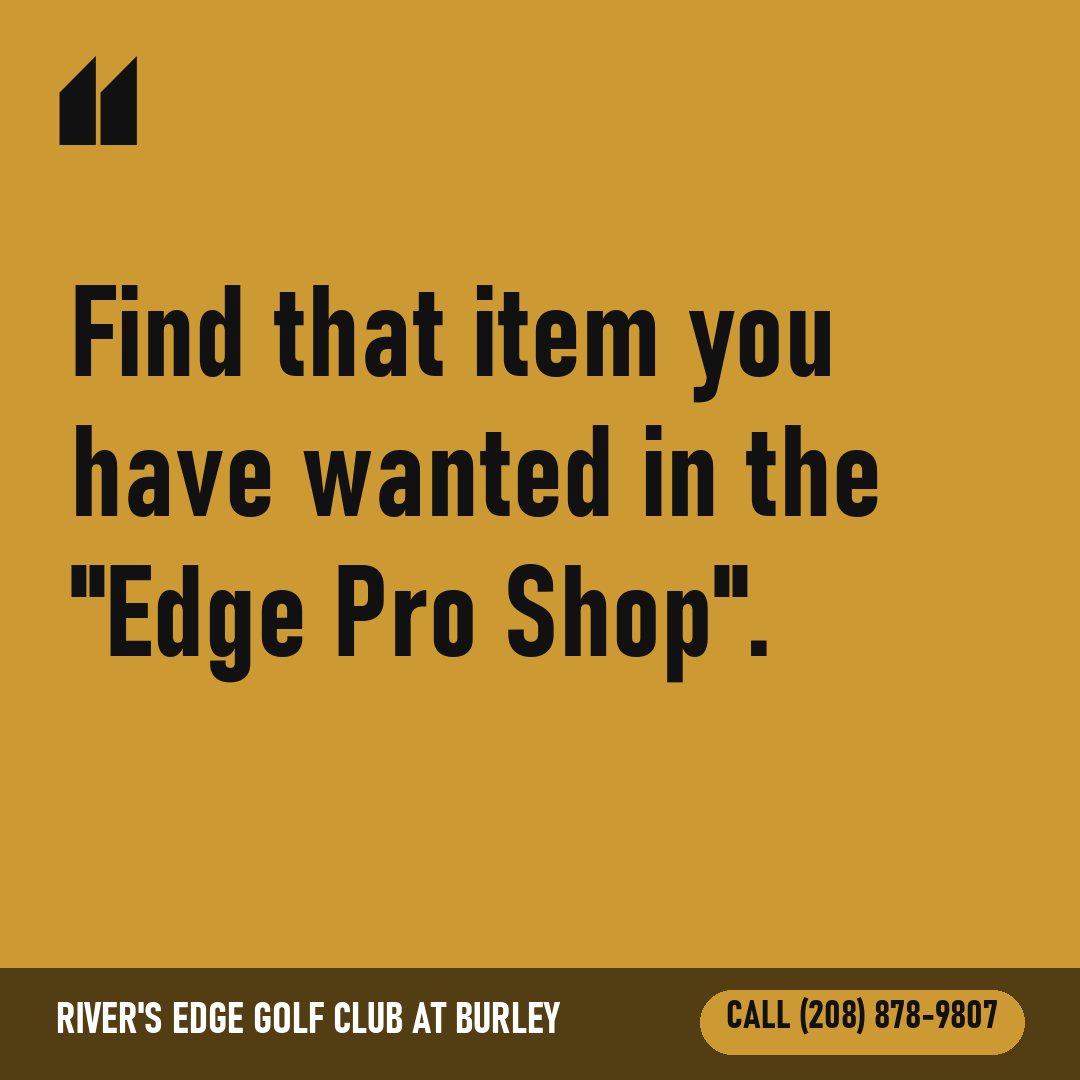 “
Find that item you
have wanted in the
"Edge Pro Shop".
RIVER'S EDGE GOLF CLUB AT BURLEY
CALL (208) 878-9807